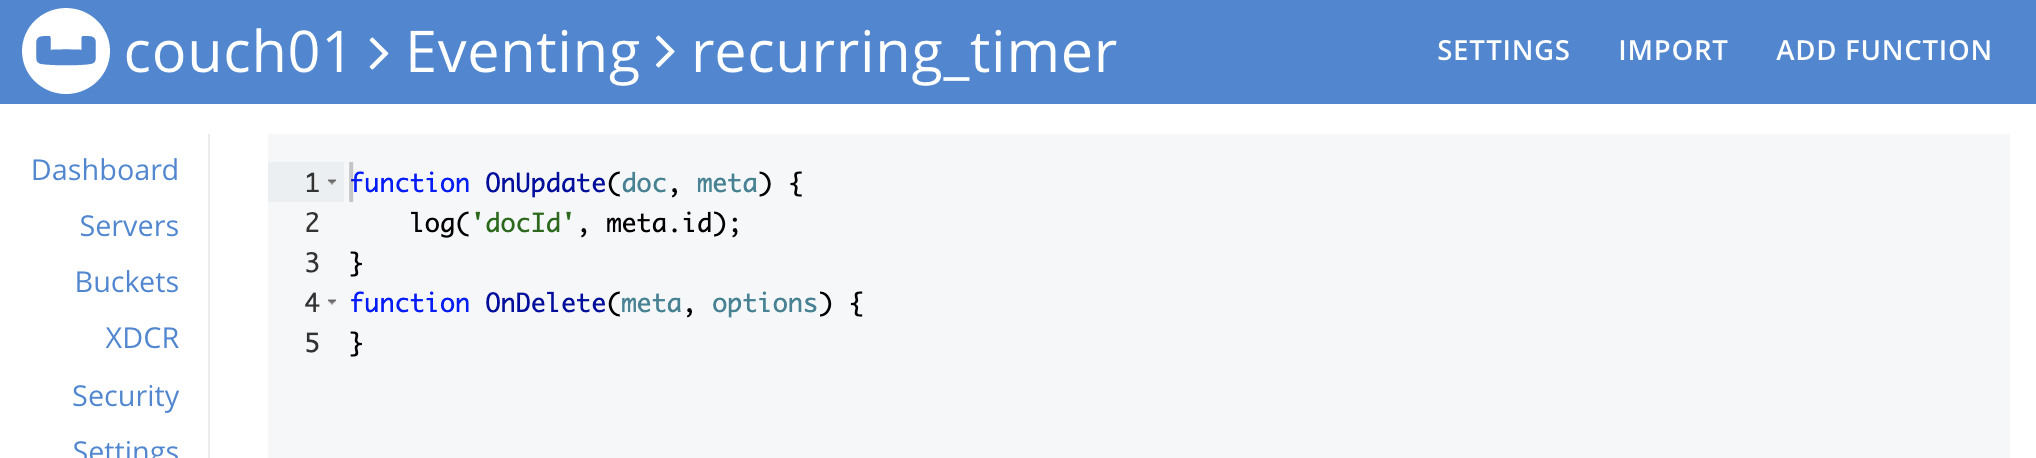 couch01 > Eventing > recurring_timer
SETTINGS IMPORT ADD FUNCTION
Dashboard
Servers
Buckets
XDCR
Security
Settings
1 function OnUpdate(doc, meta) {
2     log('docId', meta.id);
3 }
4 function OnDelete(meta, options) {
5 }